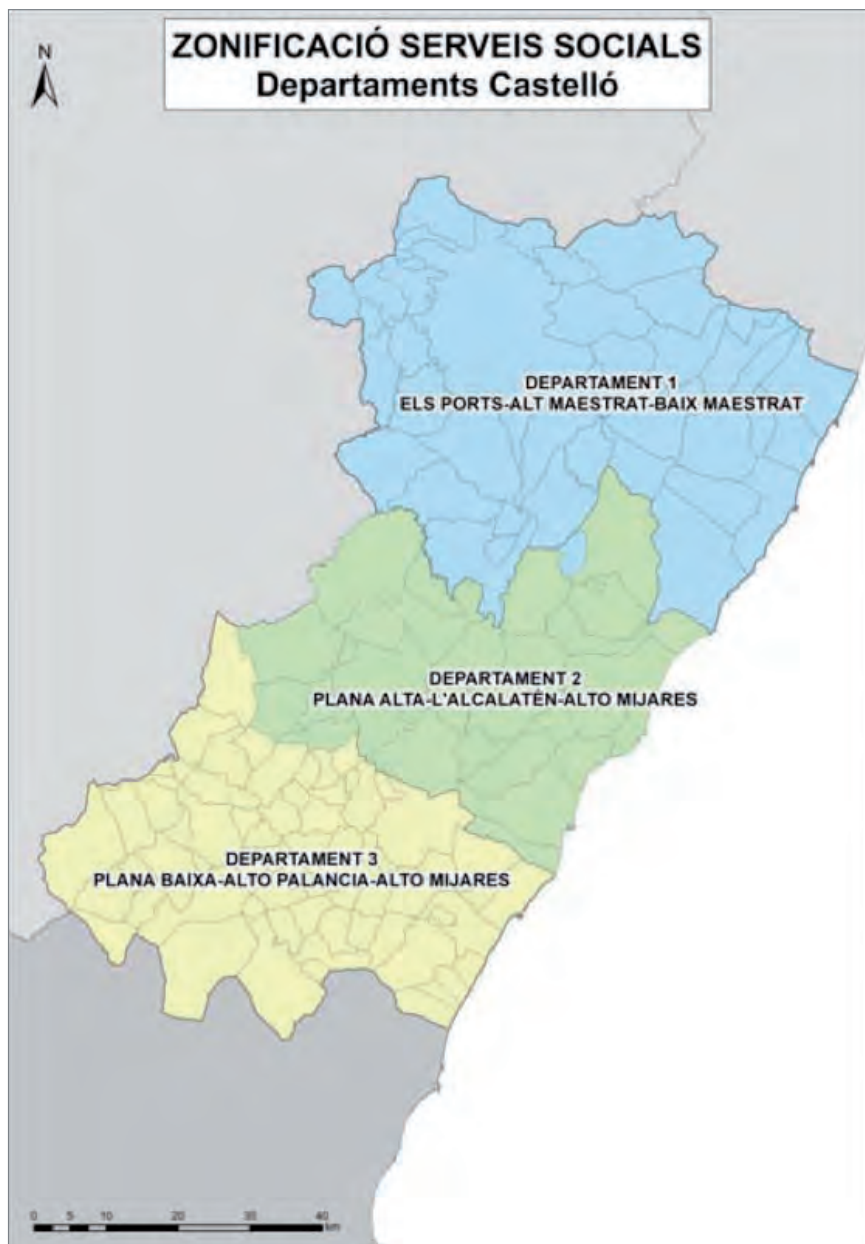 ZONIFICACIÓ SERVEIS SOCIALS
Departaments Castelló
N
DEPARTAMENT 1
ELS PORTS-ALT MAESTRAT-BAIX MAESTRAT
DEPARTAMENT 2
PLANA ALTA-L'ALCALATÉN-ALTO MIJARES
DEPARTAMENT 3
PLANA BAIXA-ALTO PALANCIA-ALTO MIJARES
0 5 10 20 30 40
km